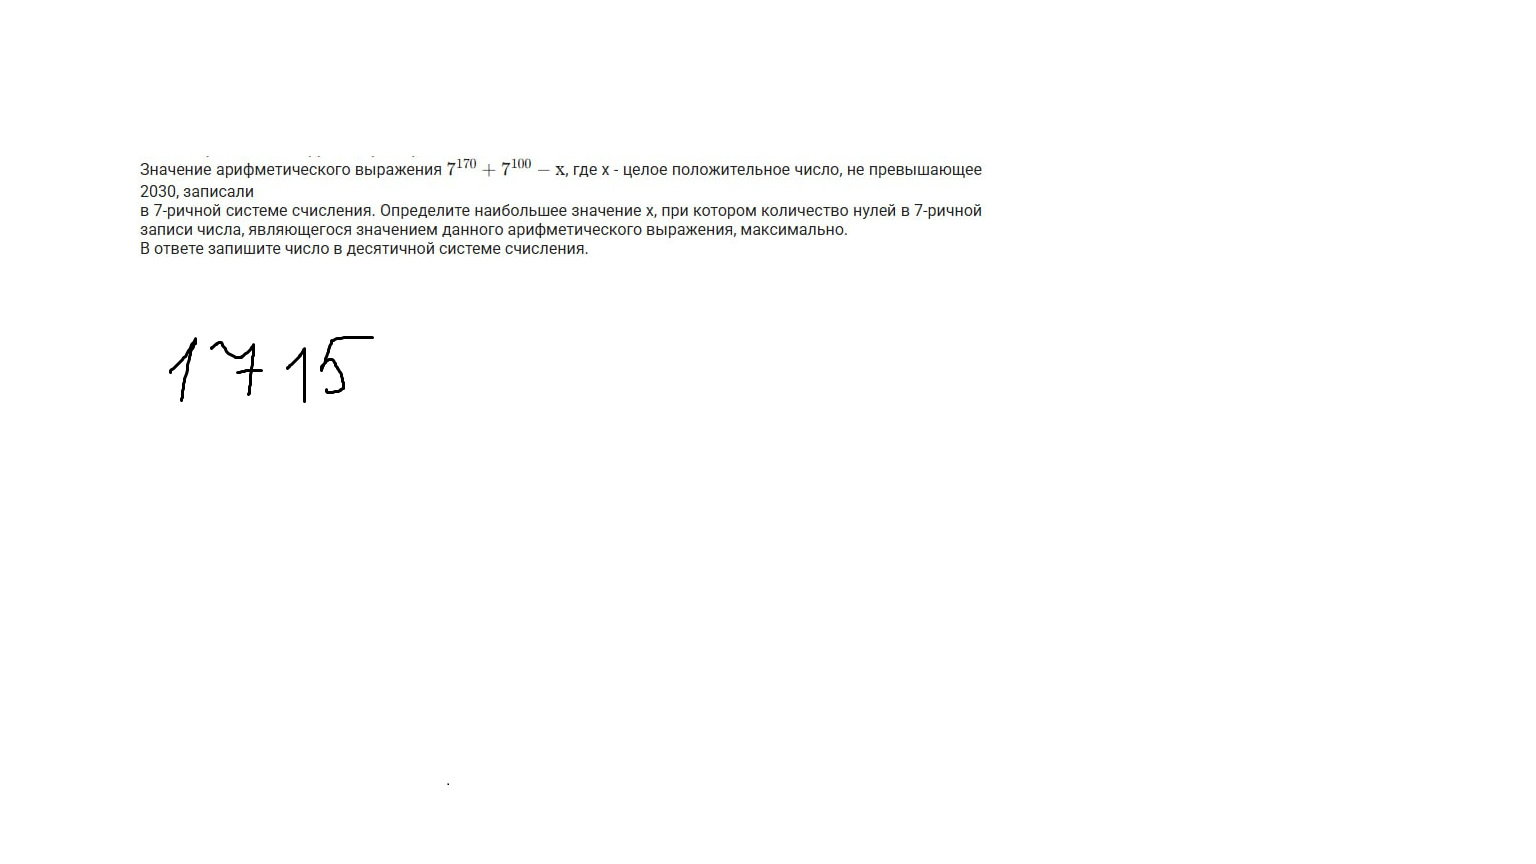 Значение арифметического выражения 7^170 + 7^100 − x, где x - целое положительное число, не превышающее
2030, записали
в 7-ричной системе счисления. Определите наибольшее значение x, при котором количество нулей в 7-ричной
записи числа, являющегося значением данного арифметического выражения, максимально.
В ответе запишите число в десятичной системе счисления.
1715